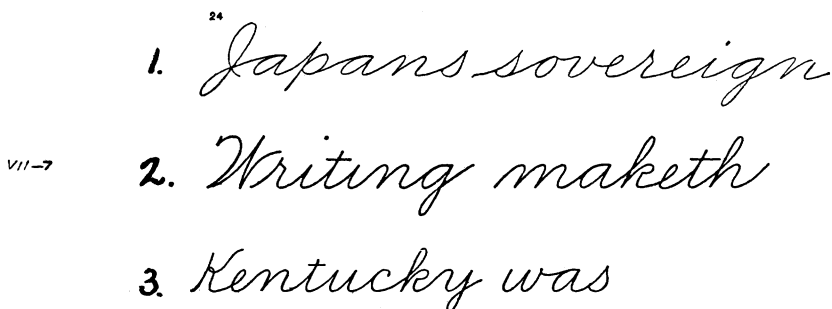 24
1. Japans sovereign
VII-7
2. Writing maketh
3. Kentucky was